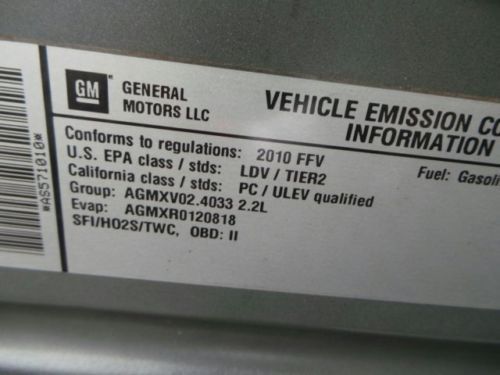 GM
GENERAL
MOTORS LLC
VEHICLE EMISSION CO
INFORMATION
Conforms to regulations: 2010 FFV
Fuel: Gasoli
U.S. EPA class / stds: LDV / TIER2
California class / stds: PC / ULEV qualified
Group: AGMXV02.4033 2.2L
Evap: AGMXR0120818
SFI/HO2S/TWC, OBD: II
*AS571010*